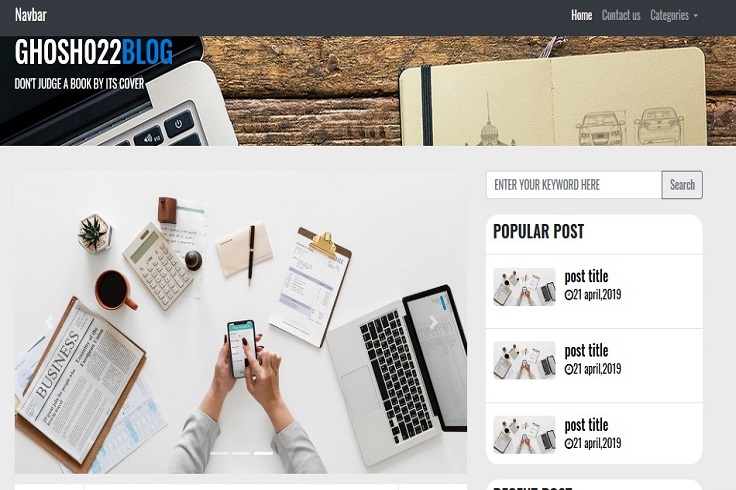 Navbar
Home Contact us Categories
GHOSH022BLOG
DON'T JUDGE A BOOK BY ITS COVER
ENTER YOUR KEYWORD HERE Search
POPULAR POST
post title
21 april,2019
post title
21 april,2019
post title
21 april,2019
BUSINESS